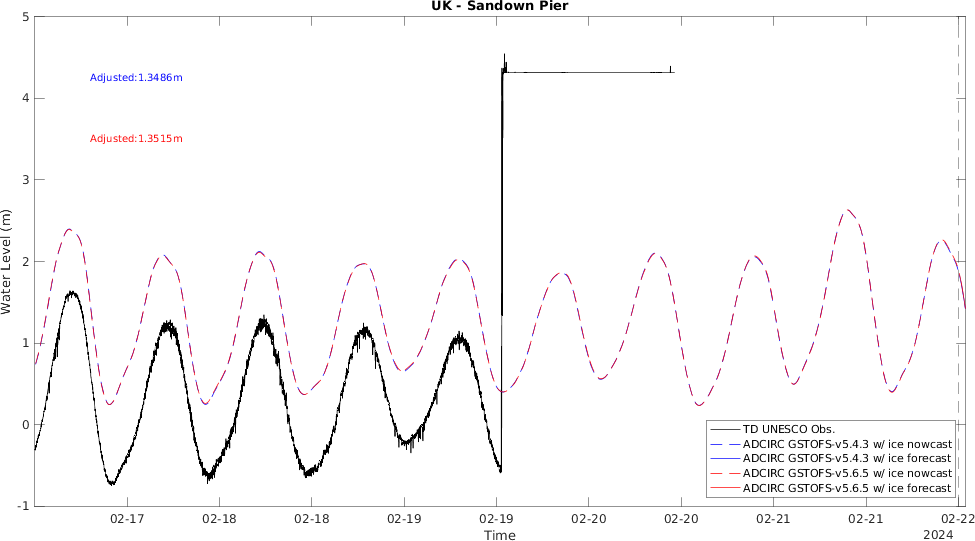 UK - Sandown Pier
5
Adjusted:1.3486m
4
Adjusted:1.3515m
3
2
1
0
-1
Water Level (m)
TD UNESCO Obs.
ADCIRC GSTOFS-v5.4.3 w/ ice nowcast
ADCIRC GSTOFS-v5.4.3 w/ ice forecast
ADCIRC GSTOFS-v5.6.5 w/ ice nowcast
ADCIRC GSTOFS-v5.6.5 w/ ice forecast
02-17 02-18 02-18 02-19 02-19 02-20 02-20 02-21 02-21 02-22
2024
Time